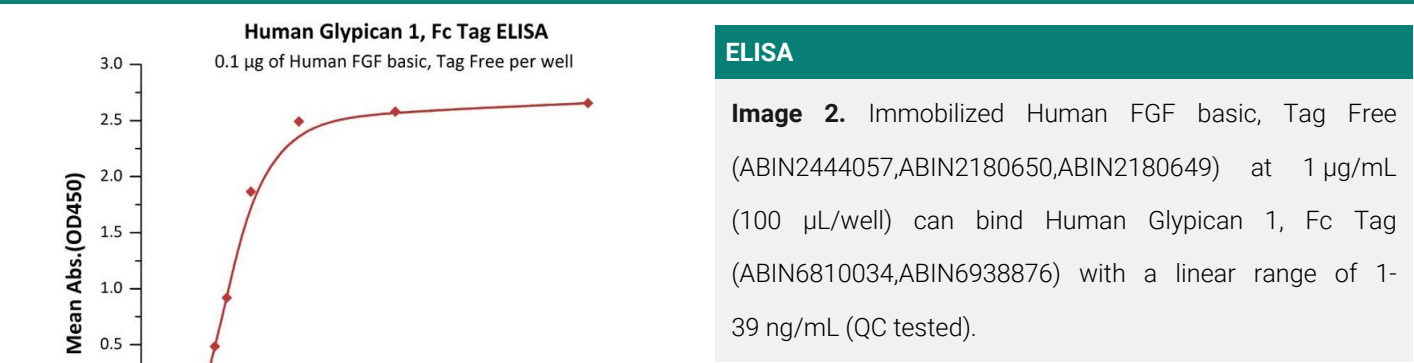 Human Glypican 1, Fc Tag ELISA
0.1 µg of Human FGF basic, Tag Free per well
3.0
2.5
2.0
1.5
1.0
0.5
Mean Abs.(OD450)
ELISA
Image 2. Immobilized Human FGF basic, Tag Free
(ABIN2444057,ABIN2180650,ABIN2180649) at 1 µg/mL
(100 µL/well) can bind Human Glypican 1, Fc Tag
(ABIN6810034,ABIN6938876) with a linear range of 1-
39 ng/mL (QC tested).